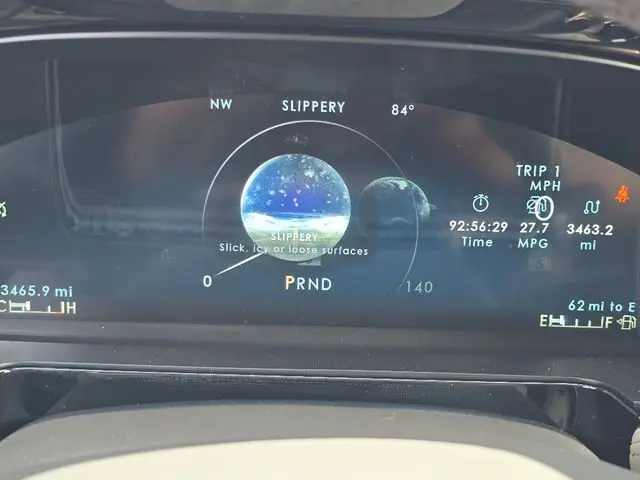 NW SLIPPERY 84°
TRIP 1
MPH
0
92:56:29 27.7 3463.2
Time MPG mi
SLIPPERY
Slick, icy or loose surfaces
0 PRND 140
3465.9 mi 62 mi to E
C H E F